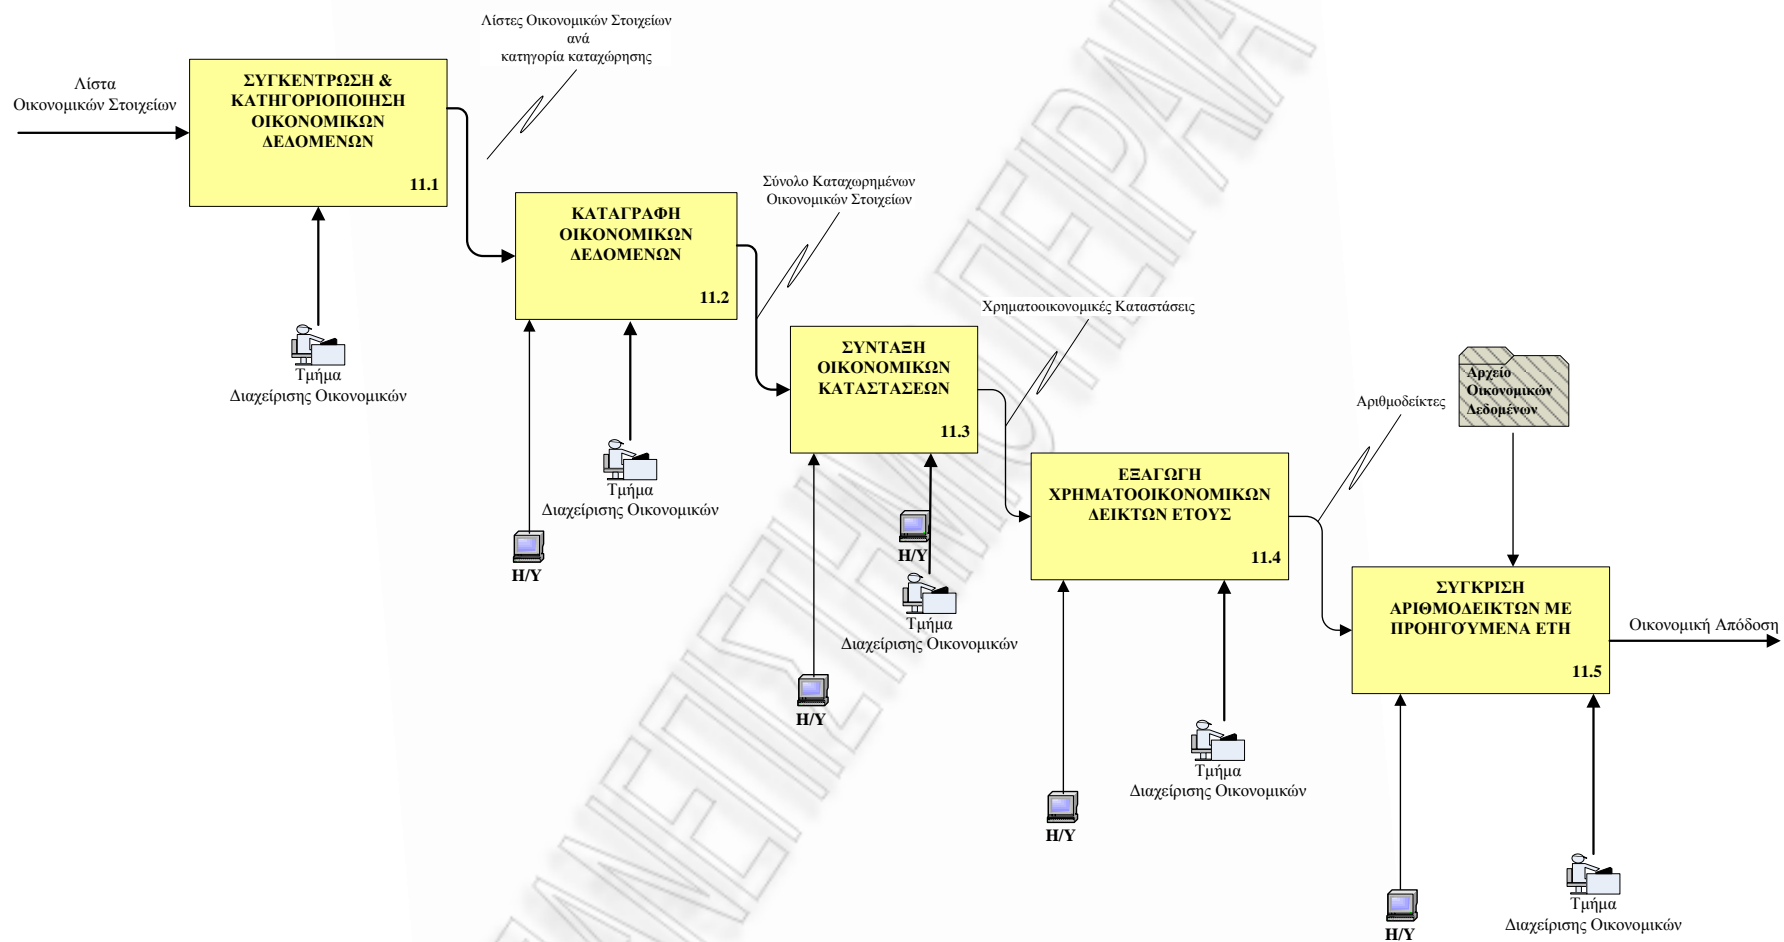 Λίστα
Οικονομικών Στοιχείων
ΣΥΓΚΕΝΤΡΩΣΗ &
ΚΑΤΗΓΟΡΙΟΠΟΙΗΣΗ
ΟΙΚΟΝΟΜΙΚΩΝ
ΔΕΔΟΜΕΝΩΝ
11.1
Τμήμα
Διαχείρισης Οικονομικών
Λίστες Οικονομικών Στοιχείων
ανά
κατηγορία καταχώρησης
ΚΑΤΑΓΡΑΦΗ
ΟΙΚΟΝΟΜΙΚΩΝ
ΔΕΔΟΜΕΝΩΝ
11.2
Η/Υ
Τμήμα
Διαχείρισης Οικονομικών
Σύνολο Καταχωρημένων
Οικονομικών Στοιχείων
ΣΥΝΤΑΞΗ
ΟΙΚΟΝΟΜΙΚΩΝ
ΚΑΤΑΣΤΑΣΕΩΝ
11.3
Η/Υ
Η/Υ
Τμήμα
Διαχείρισης Οικονομικών
Χρηματοοικονομικές Καταστάσεις
ΕΞΑΓΩΓΗ
ΧΡΗΜΑΤΟΟΙΚΟΝΟΜΙΚΩΝ
ΔΕΙΚΤΩΝ ΕΤΟΥΣ
11.4
Η/Υ
Τμήμα
Διαχείρισης Οικονομικών
Αριθμοδείκτες
Αρχείο
Οικονομικών
Δεδομένων
ΣΥΓΚΡΙΣΗ
ΑΡΙΘΜΟΔΕΙΚΤΩΝ ΜΕ
ΠΡΟΗΓΟΎΜΕΝΑ ΕΤΗ
11.5
Η/Υ
Τμήμα
Διαχείρισης Οικονομικών
Οικονομική Απόδοση
ΠΑΝΕΠΙΣΤΗΜΙΟ ΠΕΙΡΑΙΑ